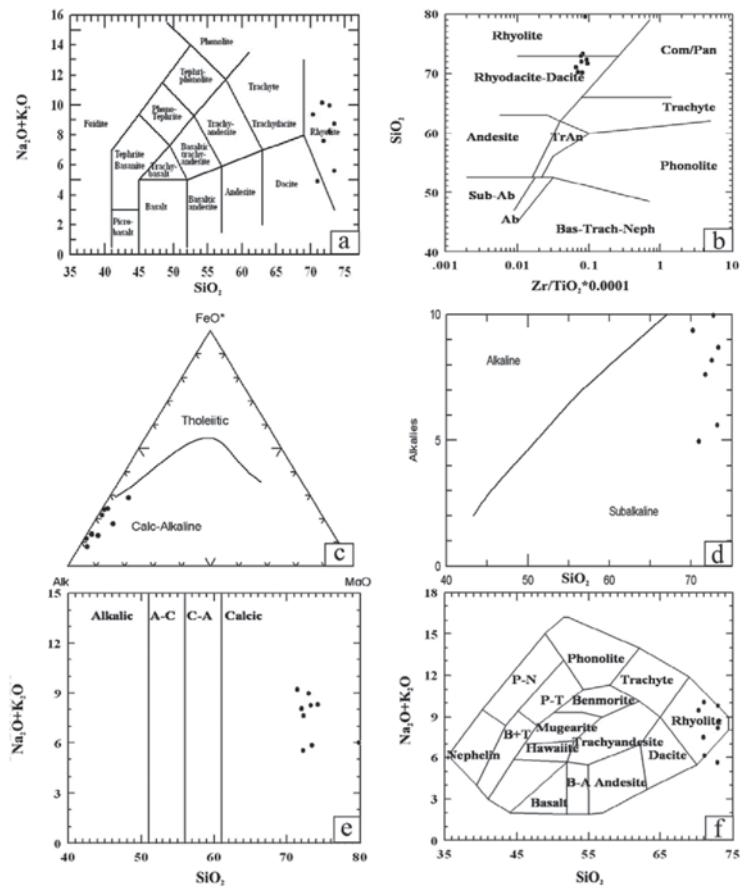 16
14
12
10
8
6
4
2
0
Na₂O+K₂O
Phonolite
Tephri-
phonolite
Trachyte
Foidite
Phono-
Tephrite
Trachy-
andesite
Trachydacite
Rhyolite
Tephrite
Basanite
Trachy-
basalt
Basaltic
trachy-
andesite
Basalt
Basaltic
andesite
Andesite
Dacite
Picro-
basalt
a
35 40 45 50 55 60 65 70 75
SiO₂
80
70
60
50
40
SiO₂
Rhyolite
Com/Pan
Rhyodacite-Dacite
Trachyte
Andesite
TrAn
Phonolite
Sub-Ab
Ab
Bas-Trach-Neph
b
.001 0.01 0.1 1 10
Zr/TiO₂*0.0001
FeO*
Tholeiitic
Calc-Alkaline
c
Alk MgO
10
5
0
Alkalies
Alkaline
Subalkaline
d
40 50 60 70
SiO₂
15
12
9
6
3
0
Na₂O+K₂O
Alkalic A-C C-A Calcic
e
40 50 60 70 80
SiO₂
18
15
12
9
6
3
0
Na₂O+K₂O
Phonolite
P-N
Trachyte
P-T Benmorite
B+T Mugearite
Rhyolite
Nephelin Hawaiite Trachyandesite
Dacite
B-A Andesite
Basalt
f
35 45 55 65 75
SiO₂